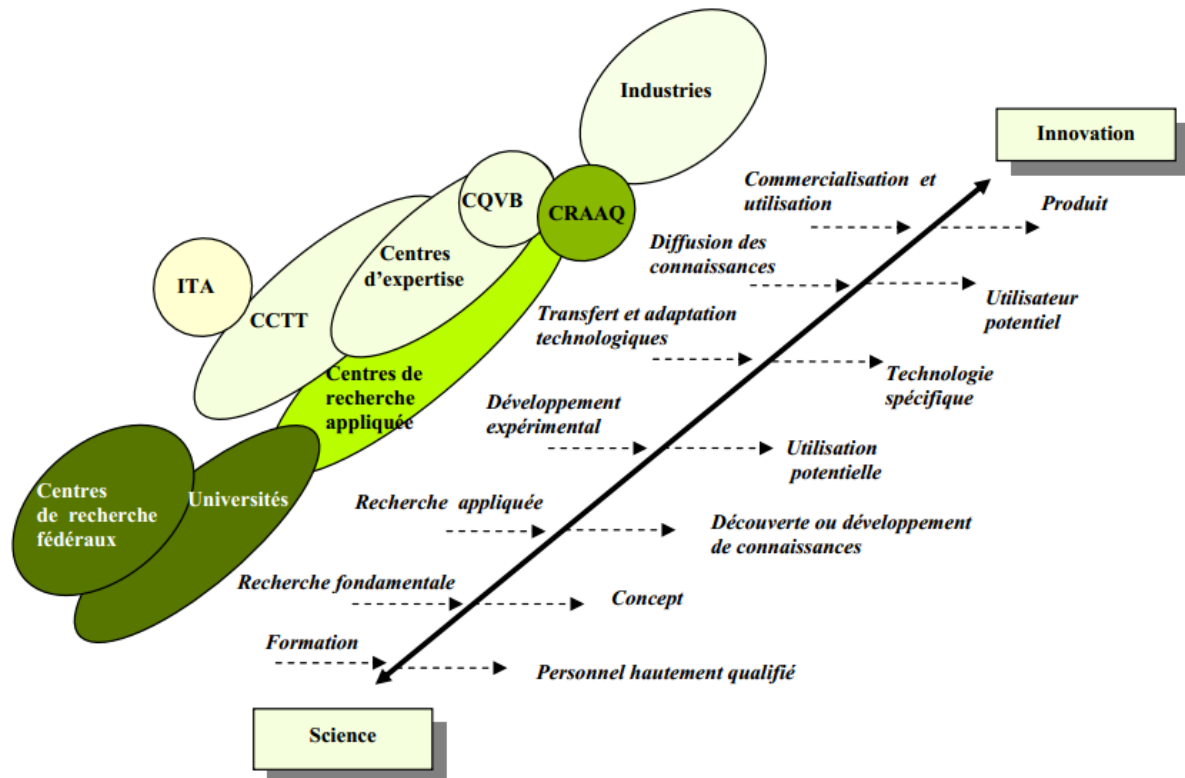 Industries
Innovation
Commercialisation et
utilisation
Produit
CQVB
CRAAQ
Diffusion des
connaissances
Centres
d'expertise
ITA
Utilisateur
potentiel
CCTT
Transfert et adaptation
technologiques
Technologie
spécifique
Centres de
recherche
appliquée
Développement
expérimental
Utilisation
potentielle
Centres
de recherche
fédéraux
Universités
Recherche appliquée
Découverte ou développement
de connaissances
Recherche fondamentale
Concept
Formation
Personnel hautement qualifié
Science